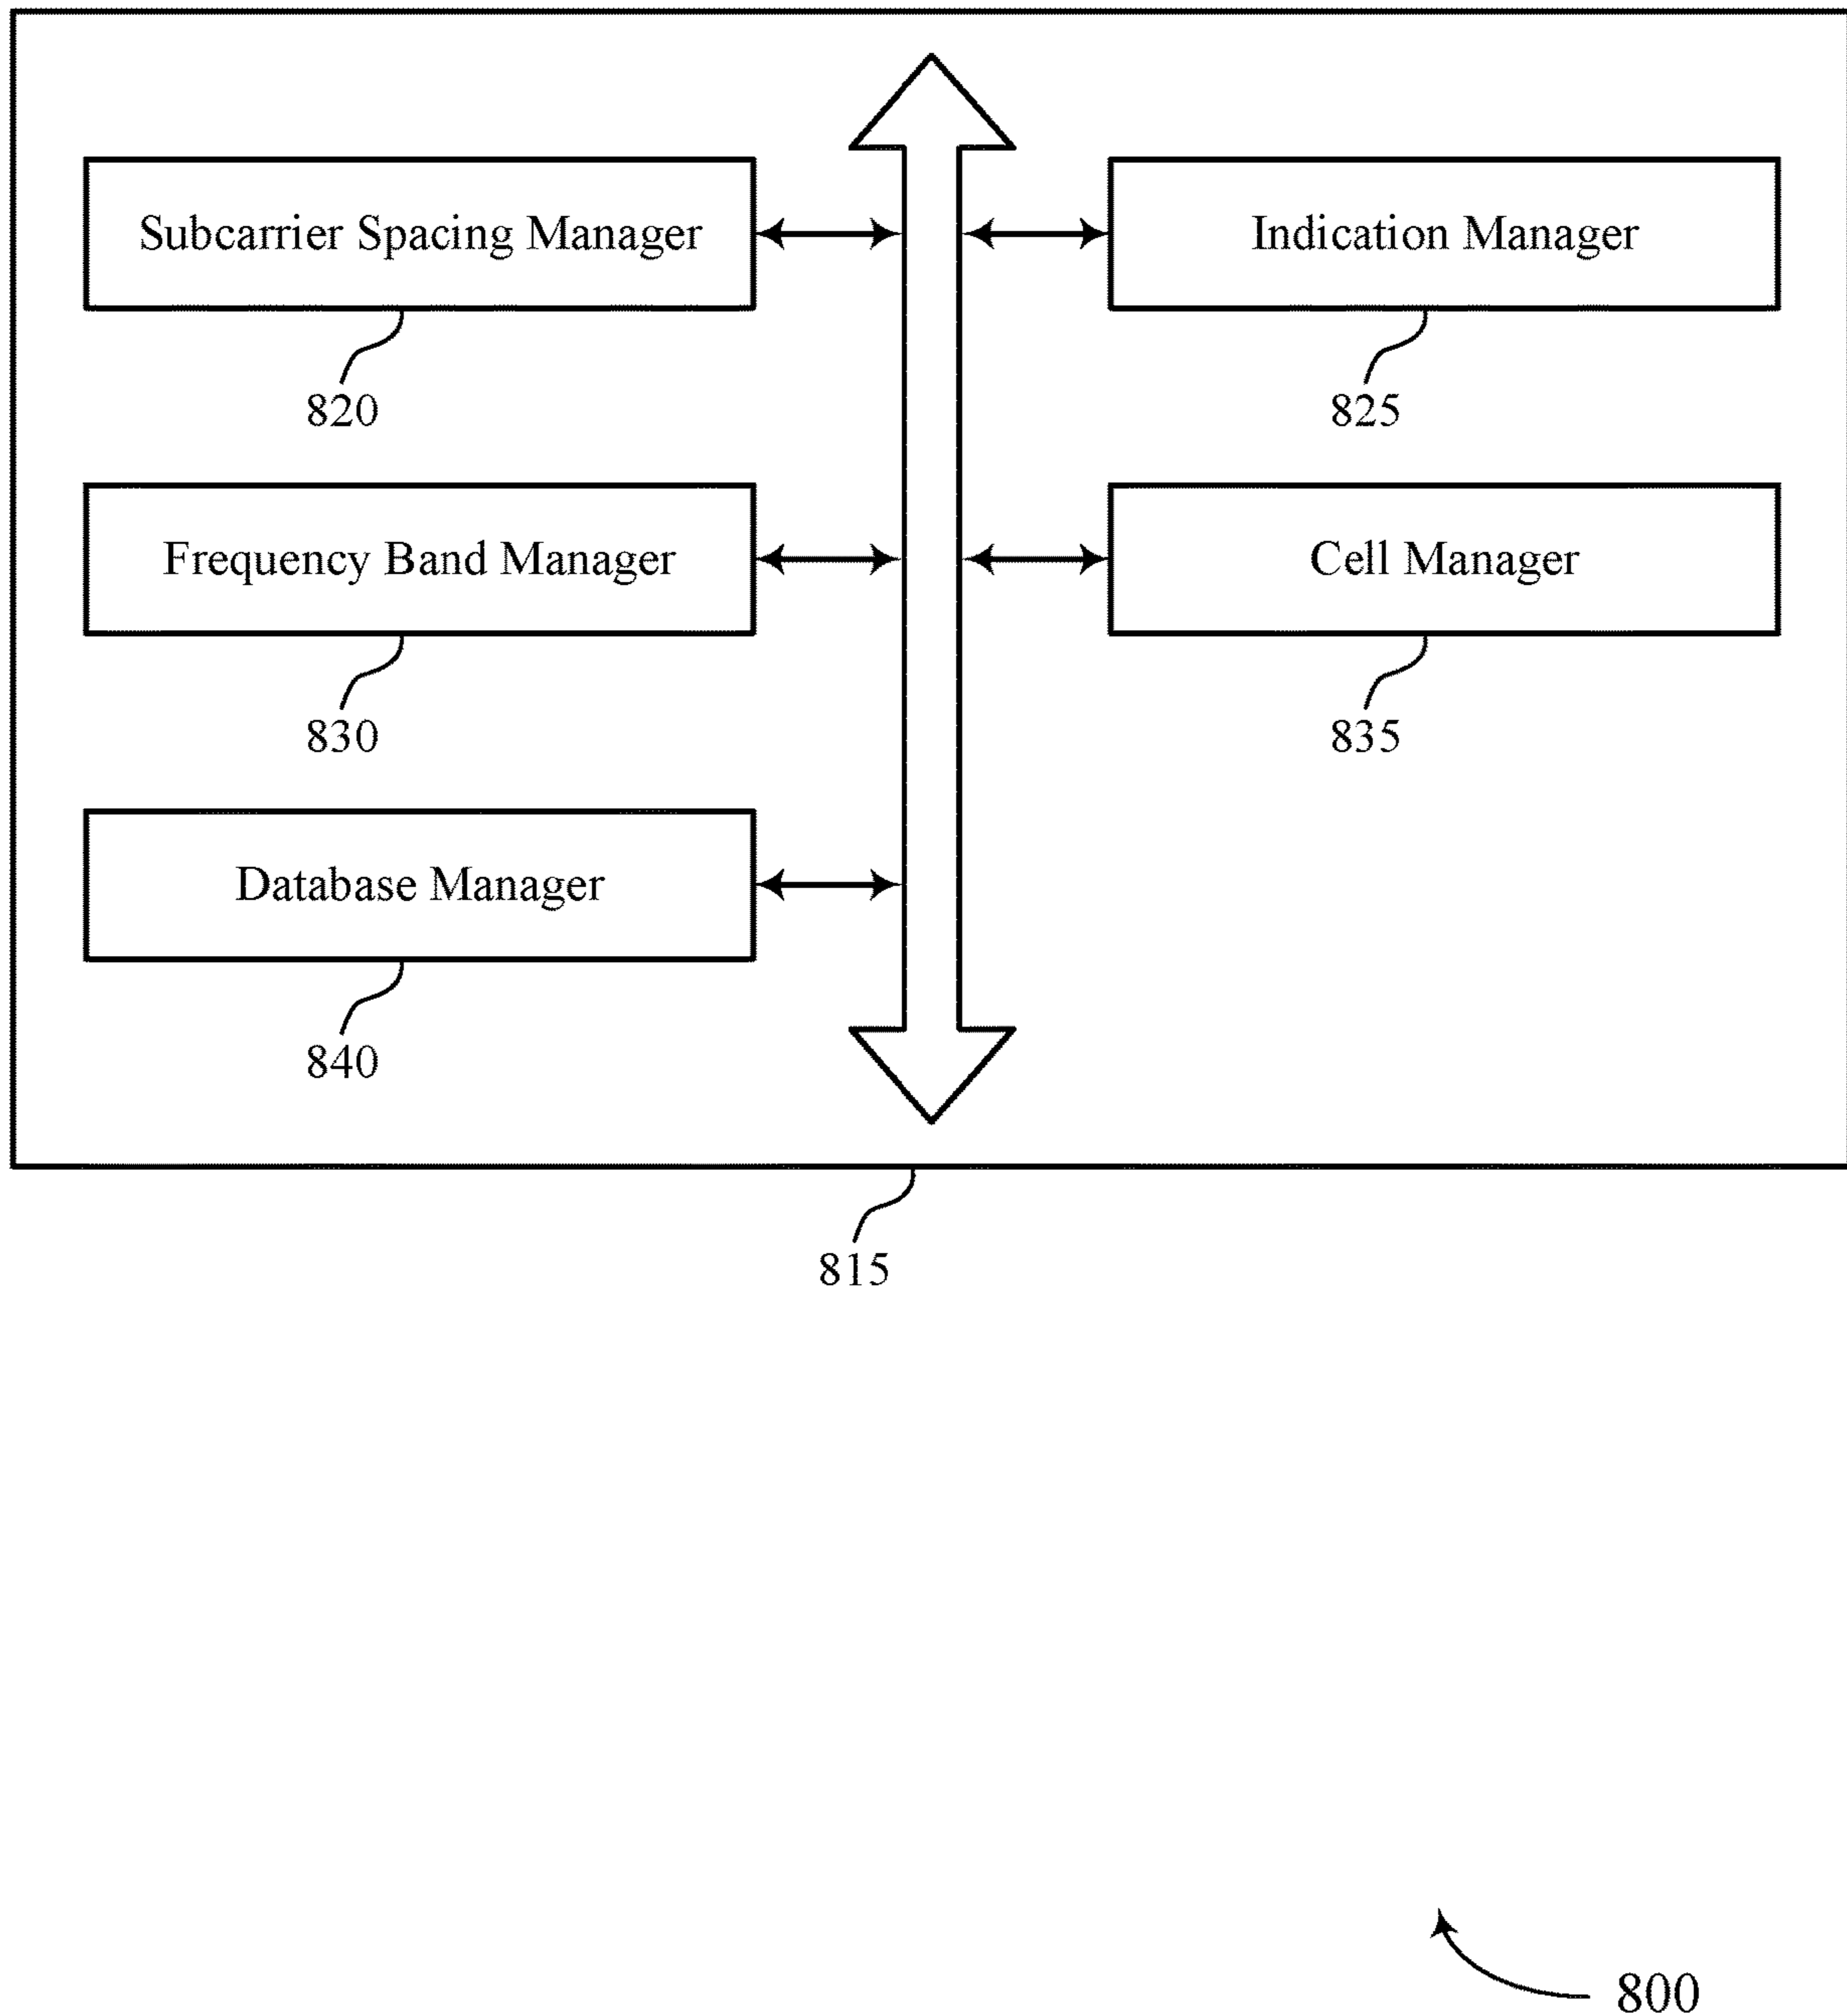 Subcarrier Spacing Manager
Indication Manager
820
825
Frequency Band Manager
Cell Manager
830
835
Database Manager
840
815
800